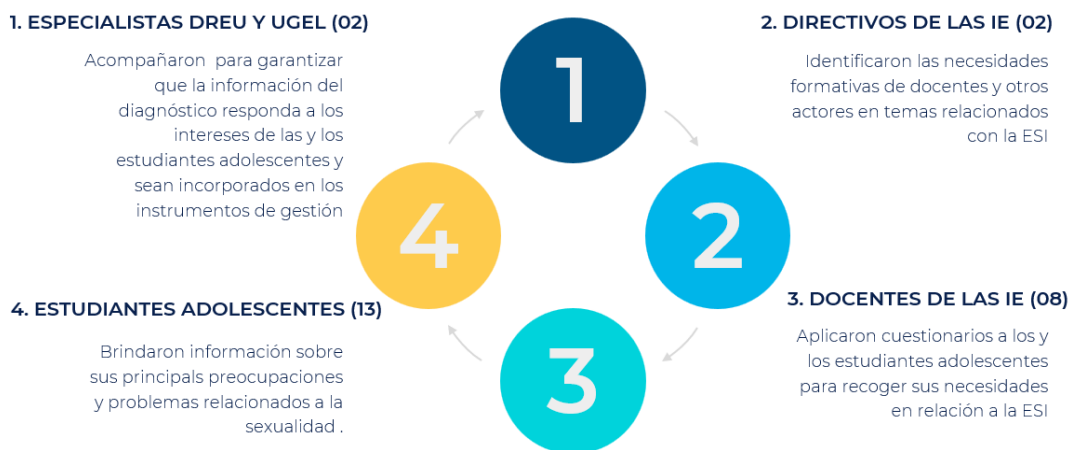 1. ESPECIALISTAS DREU Y UGEL (02)
Acompañaron  para garantizar
que la información del
diagnóstico responda a los
intereses de las y los
estudiantes adolescentes y
sean incorporados en los
instrumentos de gestión
1
2. DIRECTIVOS DE LAS IE (02)
Identificaron las necesidades
formativas de docentes y otros
actores en temas relacionados
con la ESI
4
2
4. ESTUDIANTES ADOLESCENTES (13)
Brindaron información sobre
sus principals preocupaciones
y problemas relacionados a la
sexualidad .
3
3. DOCENTES DE LAS IE (08)
Aplicaron cuestionarios a los y
los estudiantes adolescentes
para recoger sus necesidades
en relación a la ESI